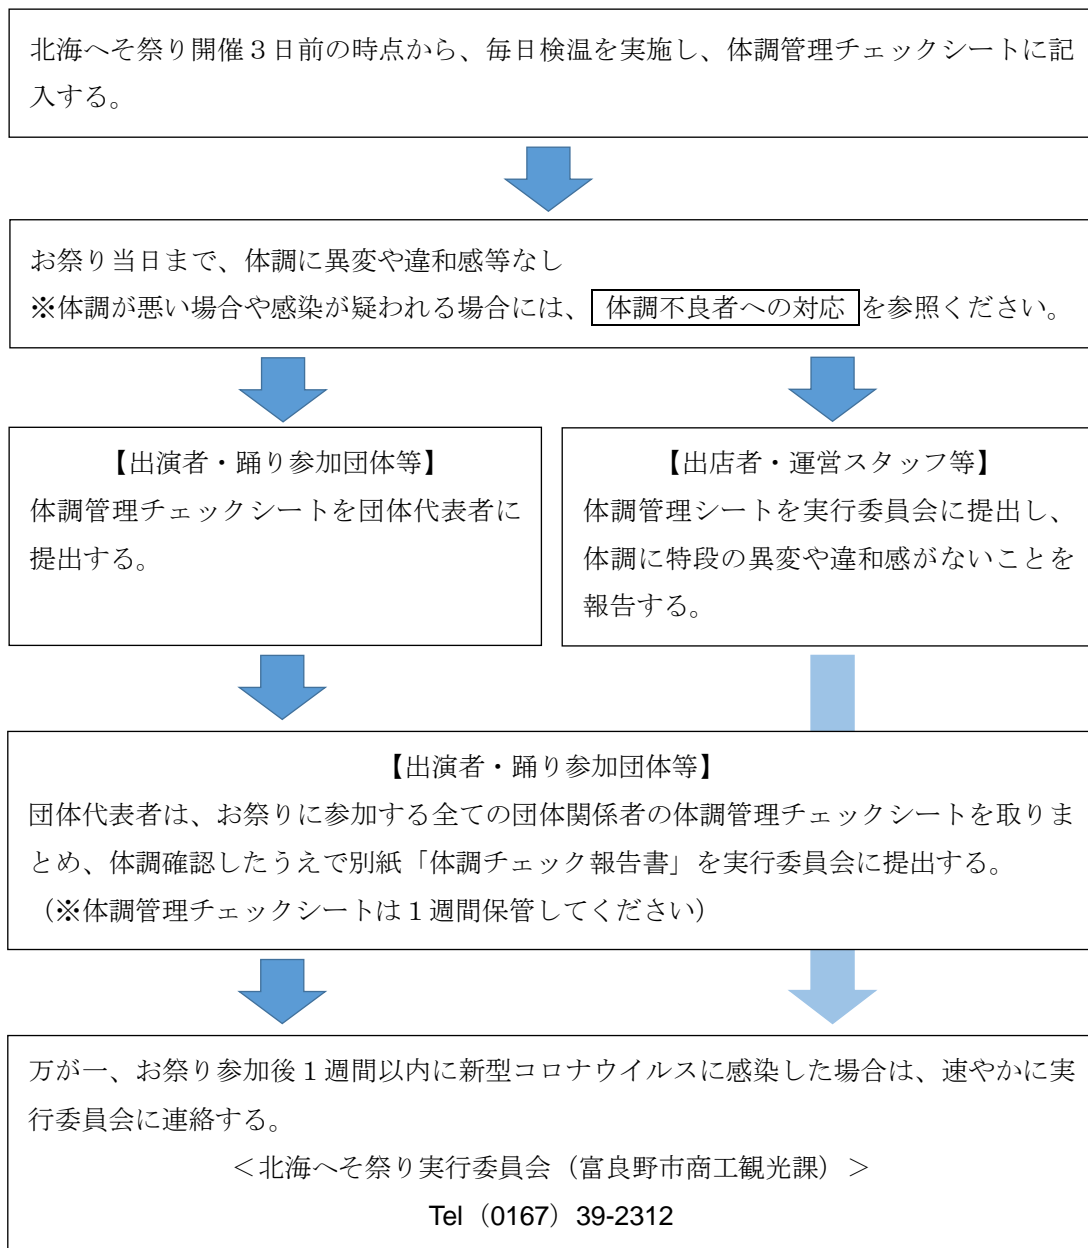 北海へそ祭り開催３日前の時点から、毎日検温を実施し、体調管理チェックシートに記
入する。
お祭り当日まで、体調に異変や違和感等なし
※体調が悪い場合や感染が疑われる場合には、 体調不良者への対応 を参照ください。
【出演者・踊り参加団体等】
体調管理チェックシートを団体代表者に
提出する。
【出店者・運営スタッフ等】
体調管理シートを実行委員会に提出し、
体調に特段の異変や違和感がないことを
報告する。
【出演者・踊り参加団体等】
団体代表者は、お祭りに参加する全ての団体関係者の体調管理チェックシートを取りま
とめ、体調確認したうえで別紙「体調チェック報告書」を実行委員会に提出する。
（※体調管理チェックシートは１週間保管してください）
万が一、お祭り参加後１週間以内に新型コロナウイルスに感染した場合は、速やかに実
行委員会に連絡する。
＜北海へそ祭り実行委員会（富良野市商工観光課）＞
Tel（0167）39-2312